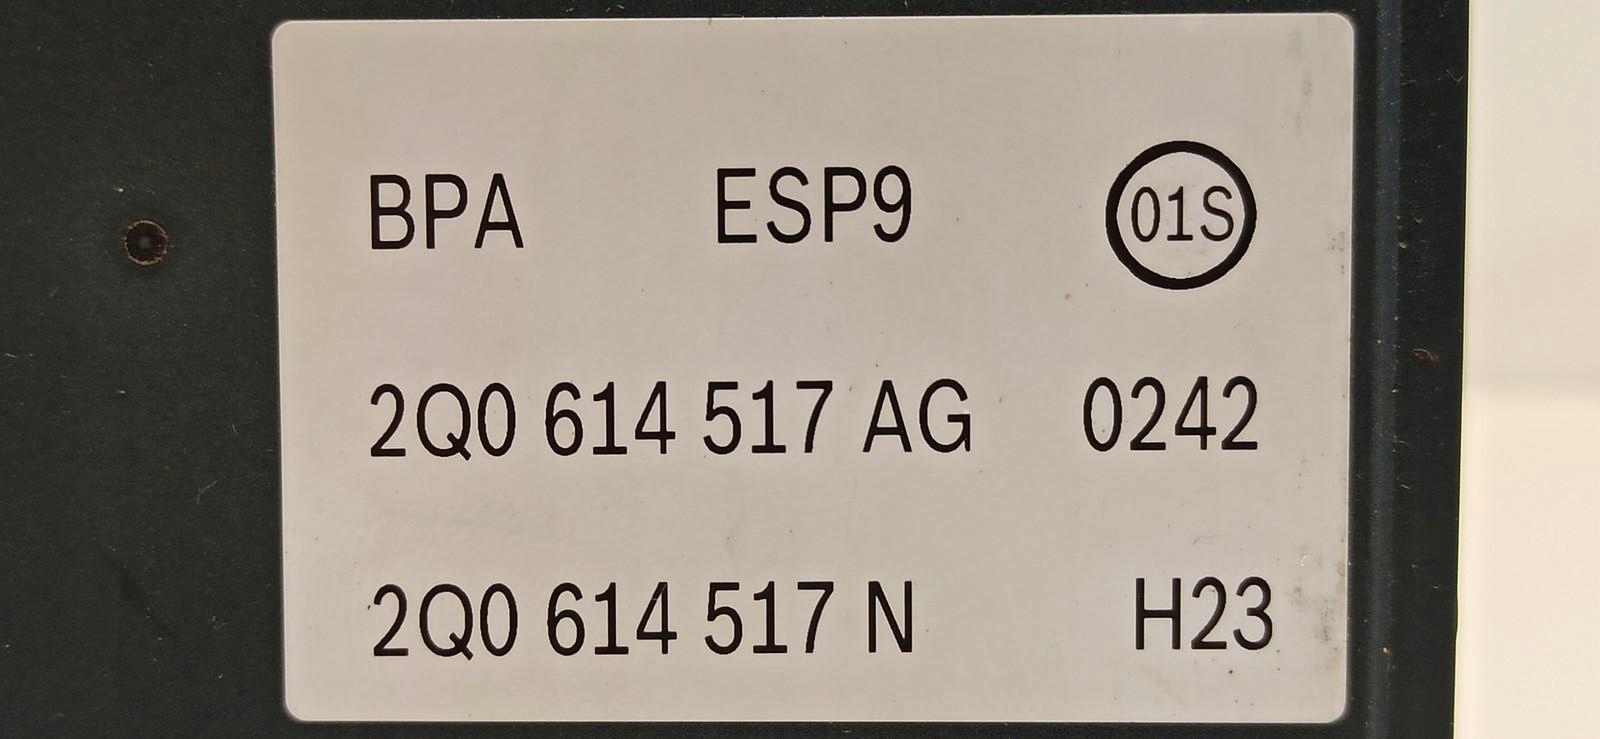 BPA ESP9 01S
2Q0 614 517 AG 0242
2Q0 614 517 N H23